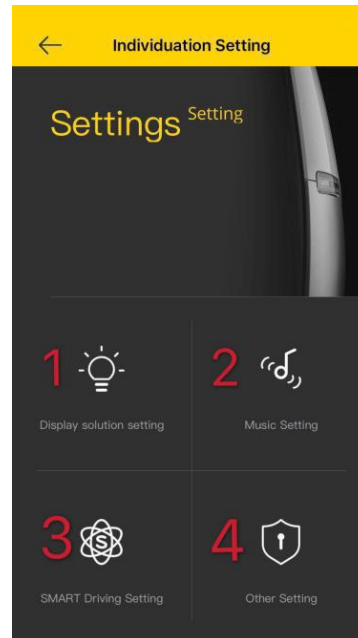 Individuation Setting
Settings Setting
1
2
Display solution setting
Music Setting
3
S
4
SMART Driving Setting
Other Setting